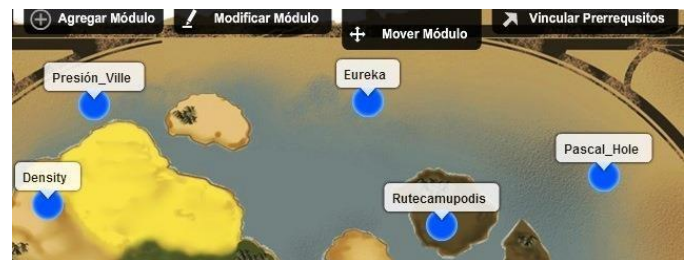 Agregar Módulo
Modificar Módulo
Mover Módulo
Vincular Prerrequsitos
Presión_Ville
Eureka
Pascal_Hole
Density
Rutecamupodis